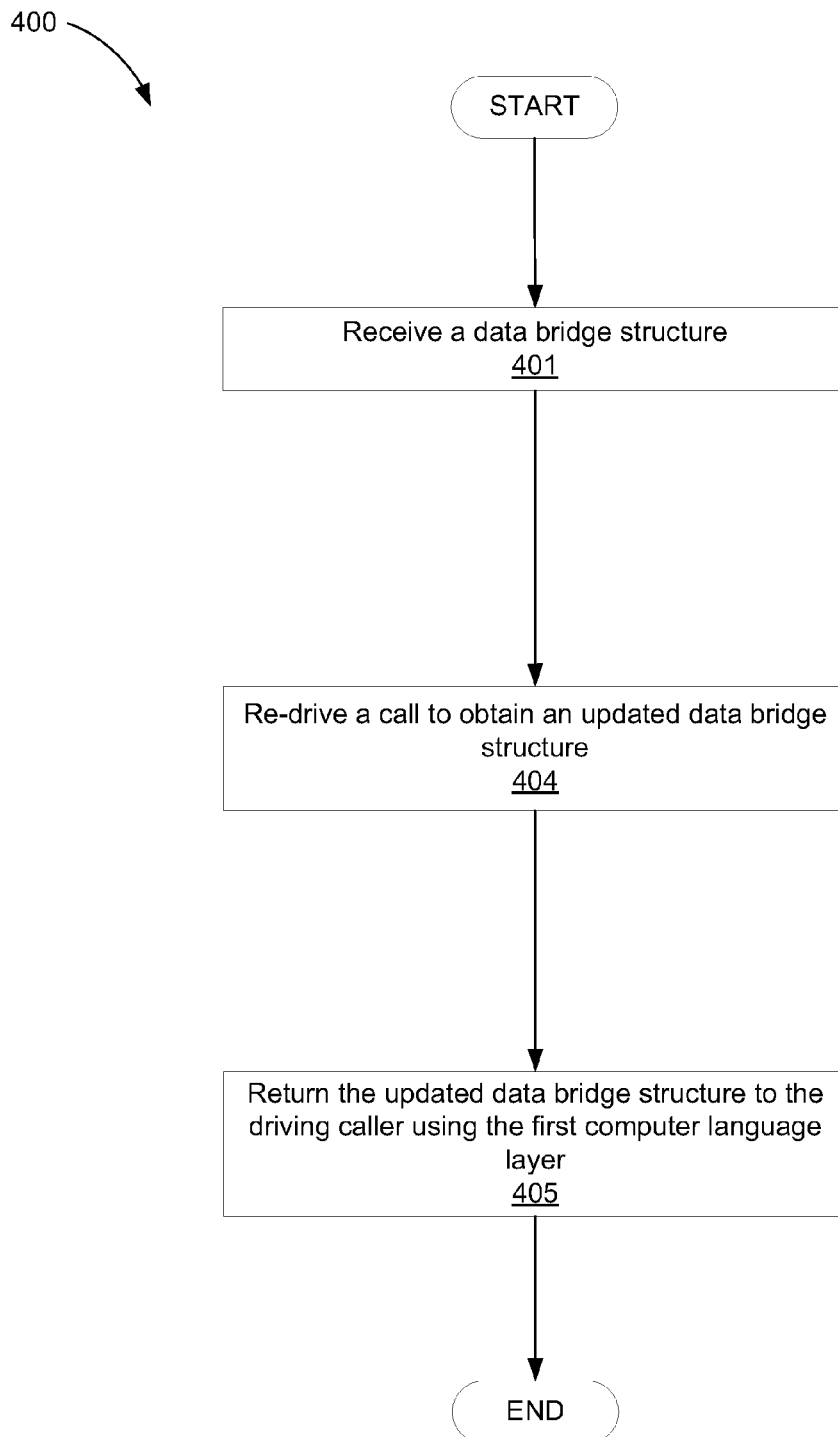 400
START
Receive a data bridge structure
401
Re-drive a call to obtain an updated data bridge
structure
404
Return the updated data bridge structure to the
driving caller using the first computer language
layer
405
END